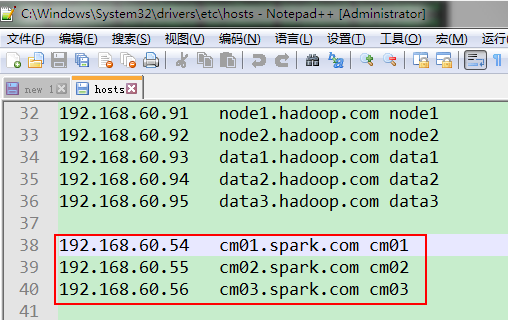 C:\Windows\System32\drivers\etc\hosts - Notepad++ [Administrator]
文件(F) 编辑(E) 搜索(S) 视图(V) 编码(N) 语言(L) 设置(T) 工具(O) 宏(M) 运行
new 1 hosts
32 192.168.60.91 node1.hadoop.com node1
33 192.168.60.92 node2.hadoop.com node2
34 192.168.60.93 data1.hadoop.com data1
35 192.168.60.94 data2.hadoop.com data2
36 192.168.60.95 data3.hadoop.com data3
37
38 192.168.60.54 cm01.spark.com cm01
39 192.168.60.55 cm02.spark.com cm02
40 192.168.60.56 cm03.spark.com cm03
41